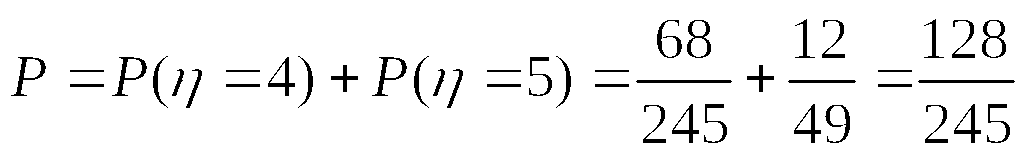 P = P(η = 4) + P(η = 5) = 68/245 + 12/49 = 128/245